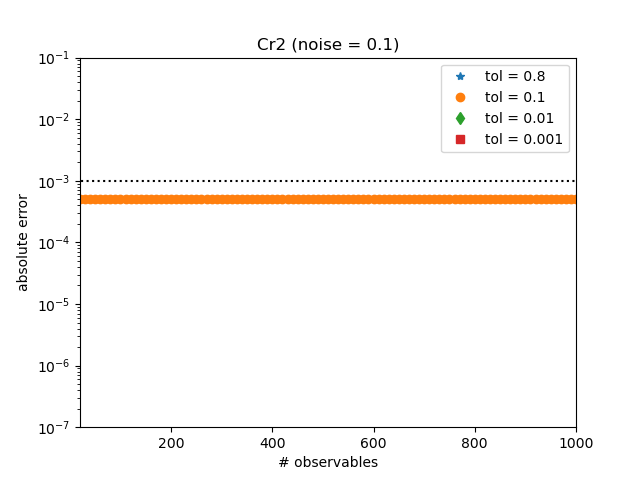 Cr2 (noise = 0.1)
tol = 0.8
tol = 0.1
tol = 0.01
tol = 0.001
absolute error
10⁻¹
10⁻²
10⁻³
10⁻⁴
10⁻⁵
10⁻⁶
10⁻⁷
200 400 600 800 1000
# observables